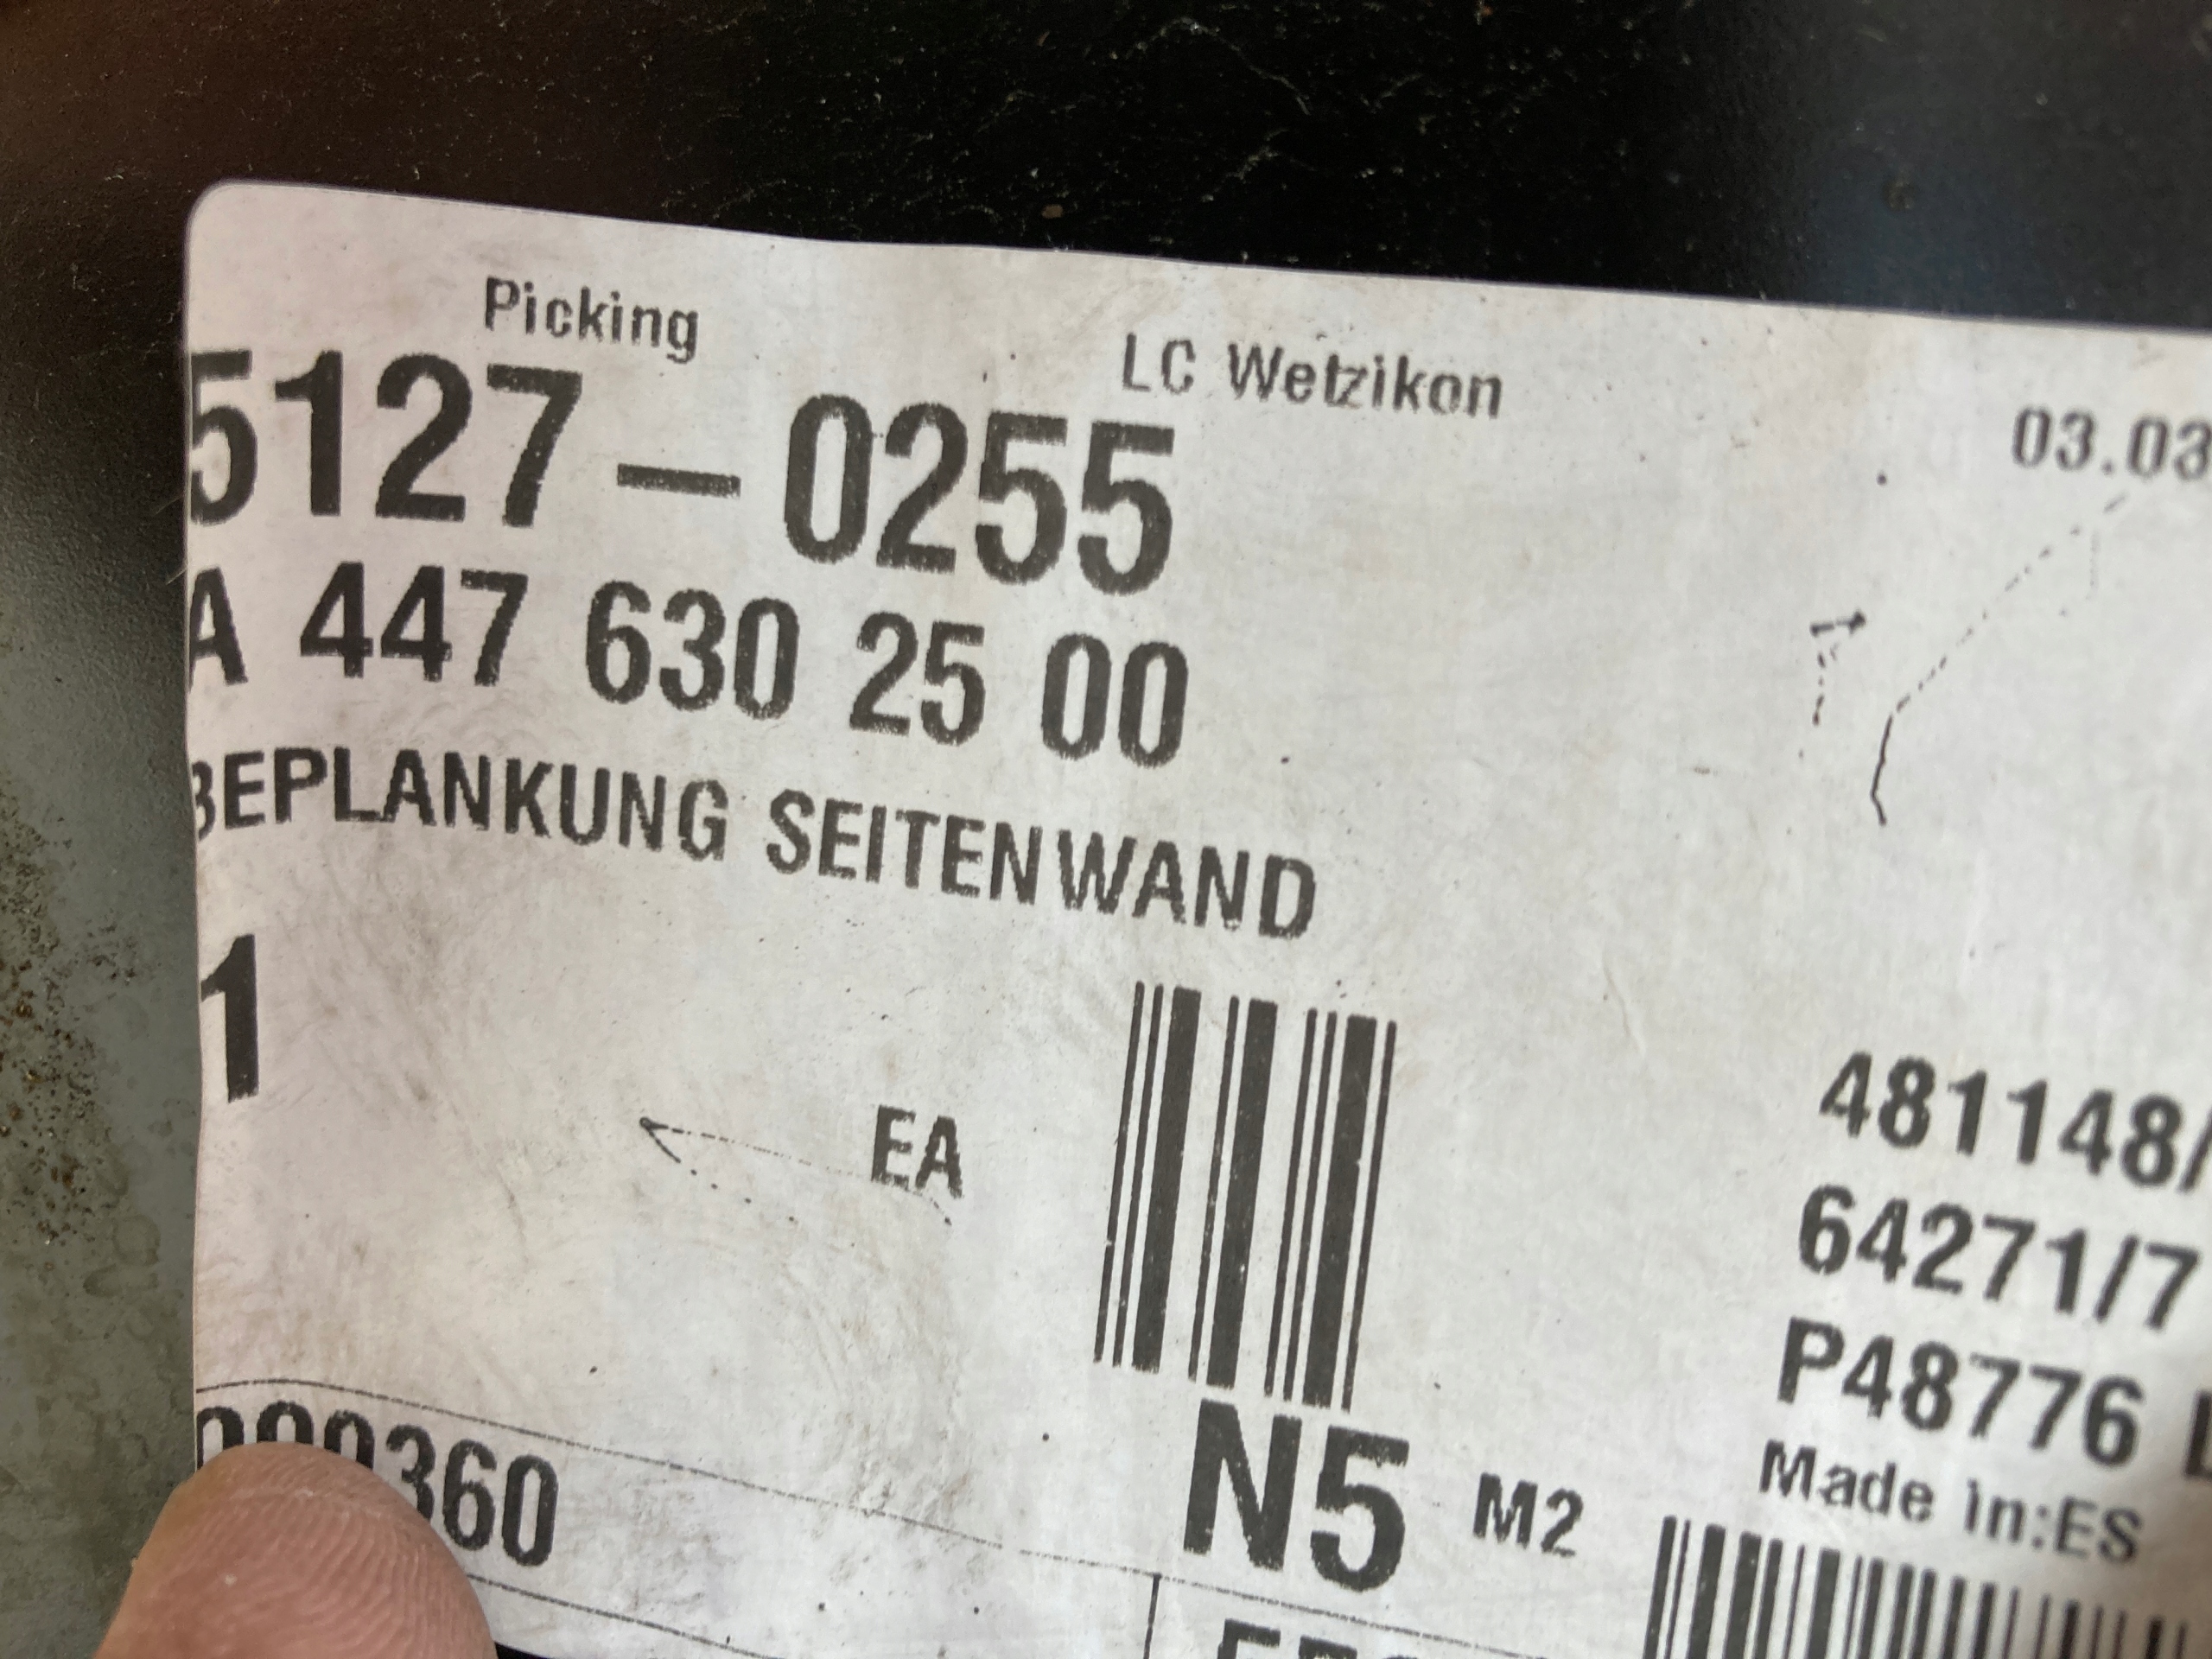 Picking
LC Wetzikon
03.03
5127-0255
A 447 630 25 00
BEPLANKUNG SEITENWAND
1
EA
481148/
64271/7
P48776
Made in:ES
360
N5 M2